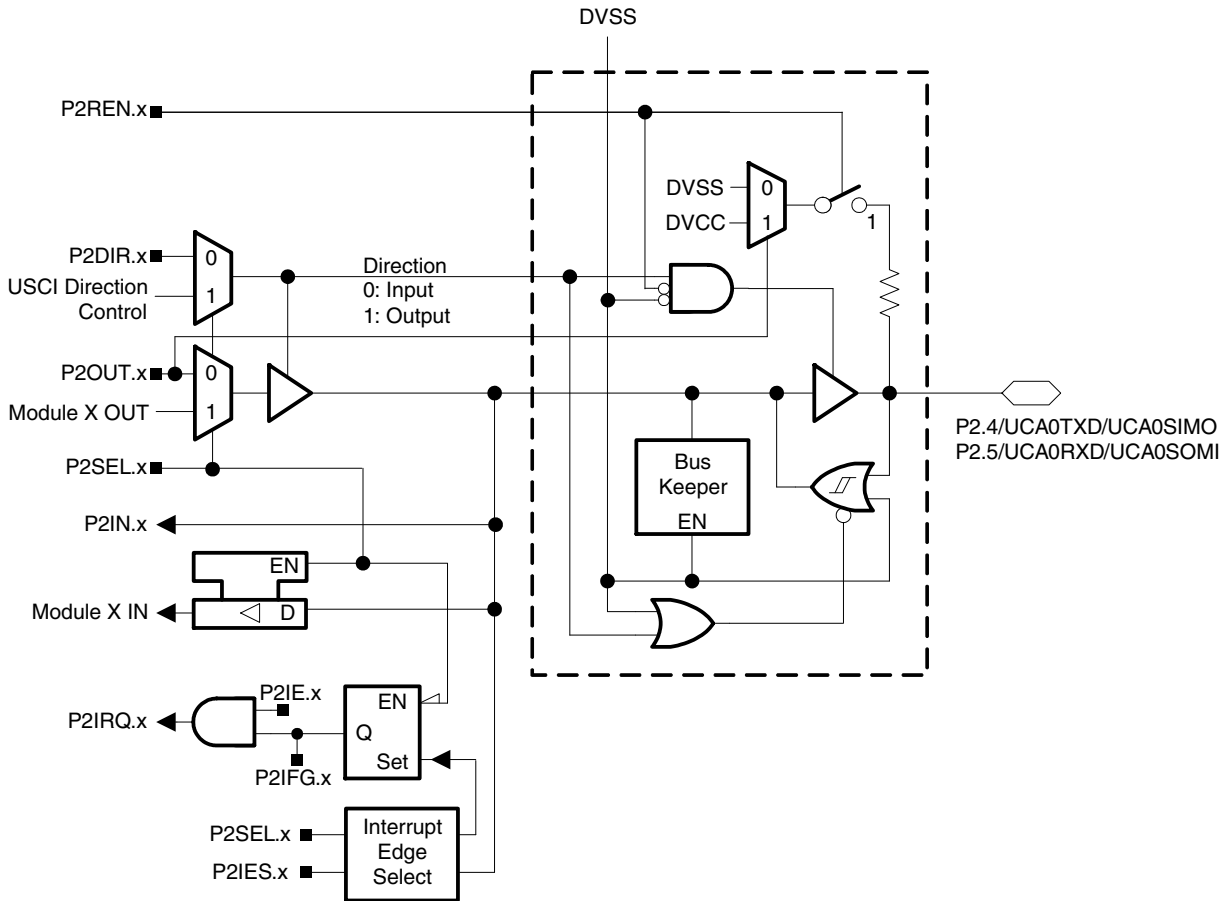 DVSS
P2REN.x
DVSS
0
DVCC
1
1
P2DIR.x
0
USCI Direction
Control
1
Direction
0: Input
1: Output
P2OUT.x
0
Module X OUT
1
P2.4/UCA0TXD/UCA0SIMO
P2.5/UCA0RXD/UCA0SOMI
P2SEL.x
Bus
Keeper
EN
P2IN.x
EN
Module X IN
D
P2IE.x
EN
P2IRQ.x
Q
P2IFG.x
Set
P2SEL.x
P2IES.x
Interrupt
Edge
Select